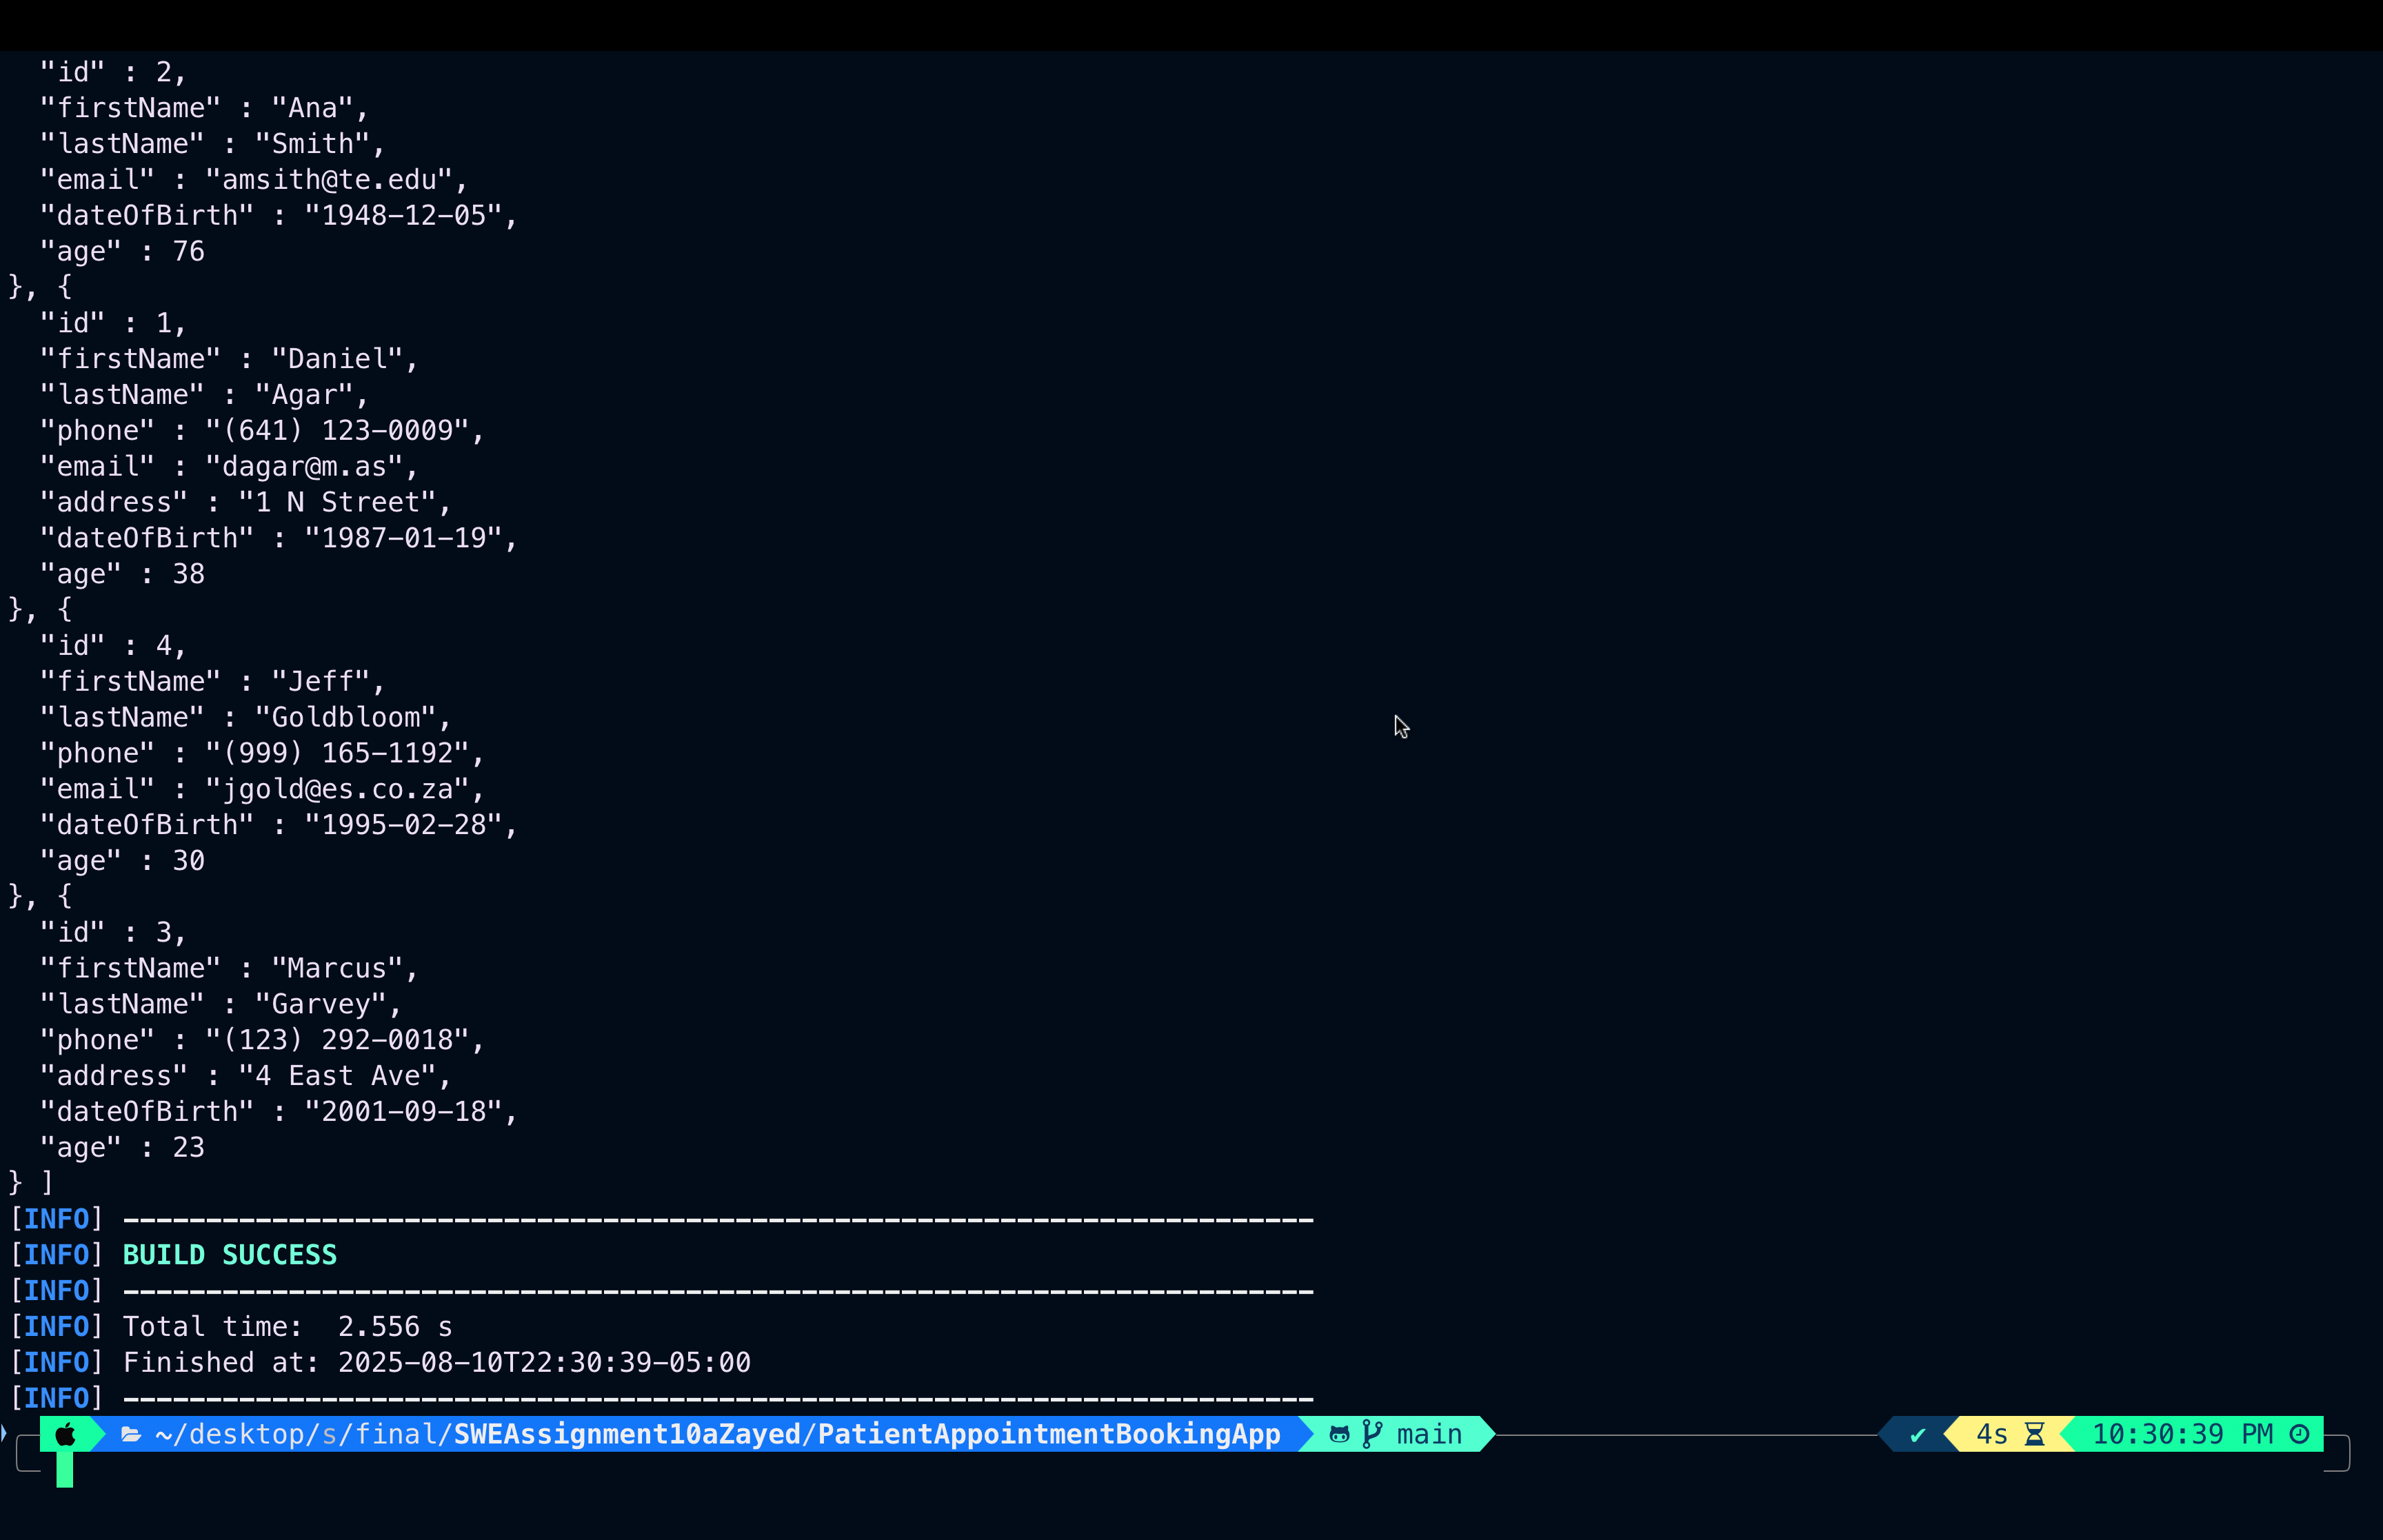 "id" : 2,
"firstName" : "Ana",
"lastName" : "Smith",
"email" : "amsith@te.edu",
"dateOfBirth" : "1948-12-05",
"age" : 76
}, {
"id" : 1,
"firstName" : "Daniel",
"lastName" : "Agar",
"phone" : "(641) 123-0009",
"email" : "dagar@m.as",
"address" : "1 N Street",
"dateOfBirth" : "1987-01-19",
"age" : 38
}, {
"id" : 4,
"firstName" : "Jeff",
"lastName" : "Goldbloom",
"phone" : "(999) 165-1192",
"email" : "jgold@es.co.za",
"dateOfBirth" : "1995-02-28",
"age" : 30
}, {
"id" : 3,
"firstName" : "Marcus",
"lastName" : "Garvey",
"phone" : "(123) 292-0018",
"address" : "4 East Ave",
"dateOfBirth" : "2001-09-18",
"age" : 23
} ]
[INFO] ------------------------------------------------------------------------
[INFO] BUILD SUCCESS
[INFO] ------------------------------------------------------------------------
[INFO] Total time:  2.556 s
[INFO] Finished at: 2025-08-10T22:30:39-05:00
[INFO] ------------------------------------------------------------------------
~/desktop/s/final/SWEAssignment10aZayed/PatientAppointmentBookingApp main ✔ 4s 10:30:39 PM